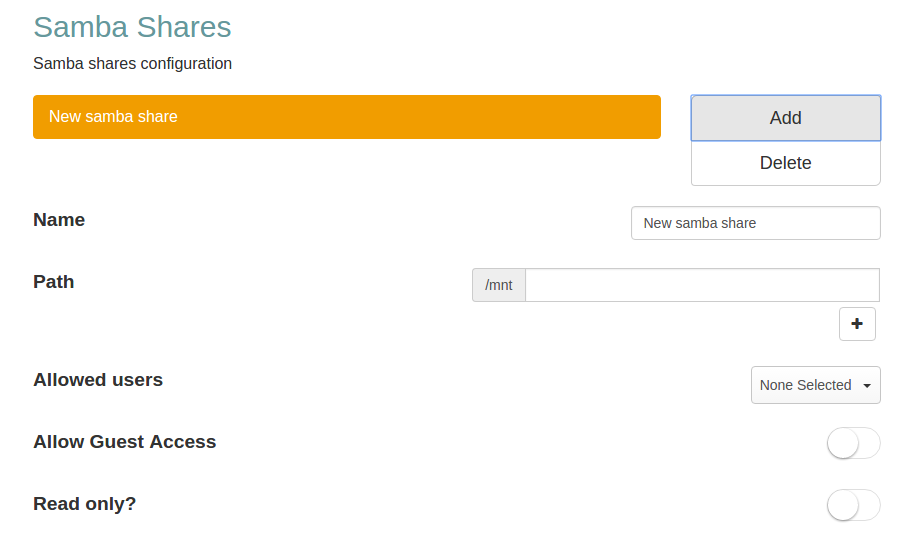 Samba Shares
Samba shares configuration
New samba share
Add
Delete
Name
New samba share
Path
/mnt
Allowed users
None Selected
Allow Guest Access
Read only?